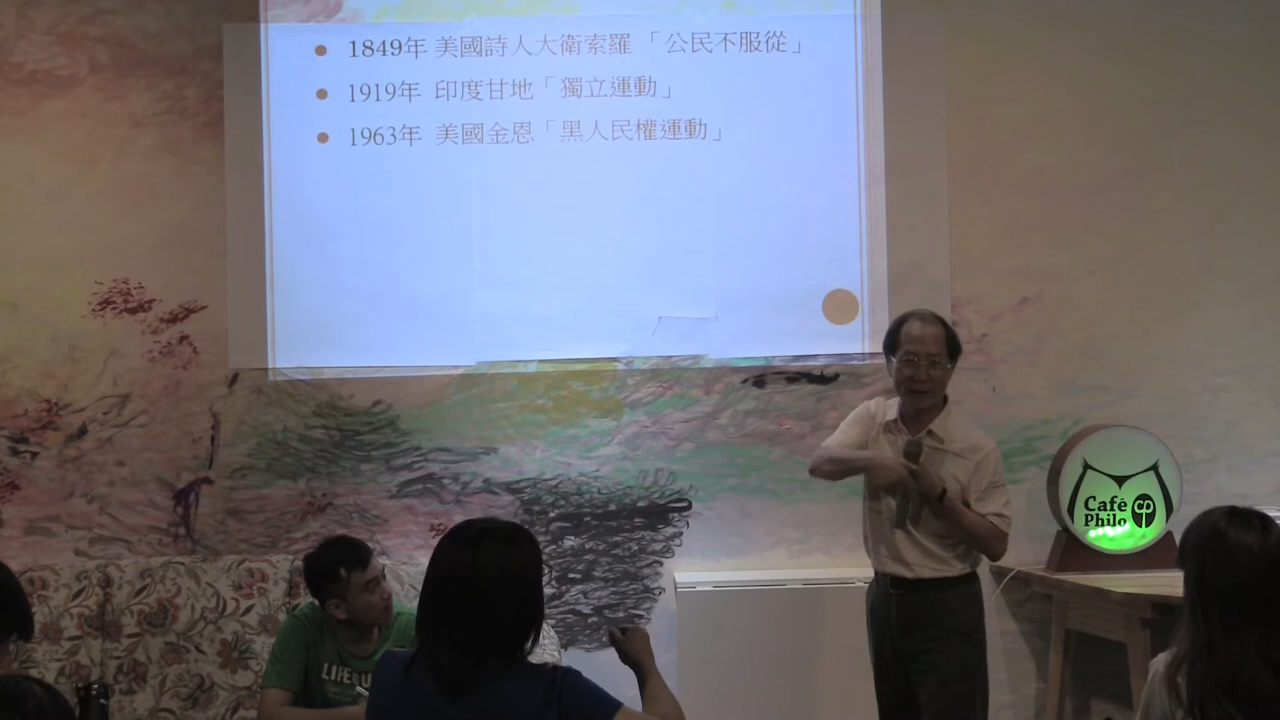 1849年 美國詩人大衛索羅「公民不服從」
1919年 印度甘地「獨立運動」
1963年 美國金恩「黑人民權運動」
Café
Philo
LIFE